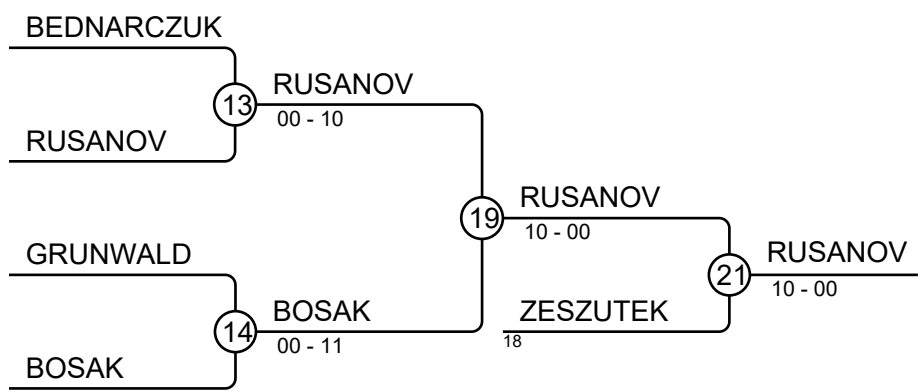 BEDNARCZUK
13
RUSANOV
00 - 10
RUSANOV
19
RUSANOV
10 - 00
GRUNWALD
21
RUSANOV
10 - 00
14
BOSAK
00 - 11
ZESZUTEK
18
BOSAK